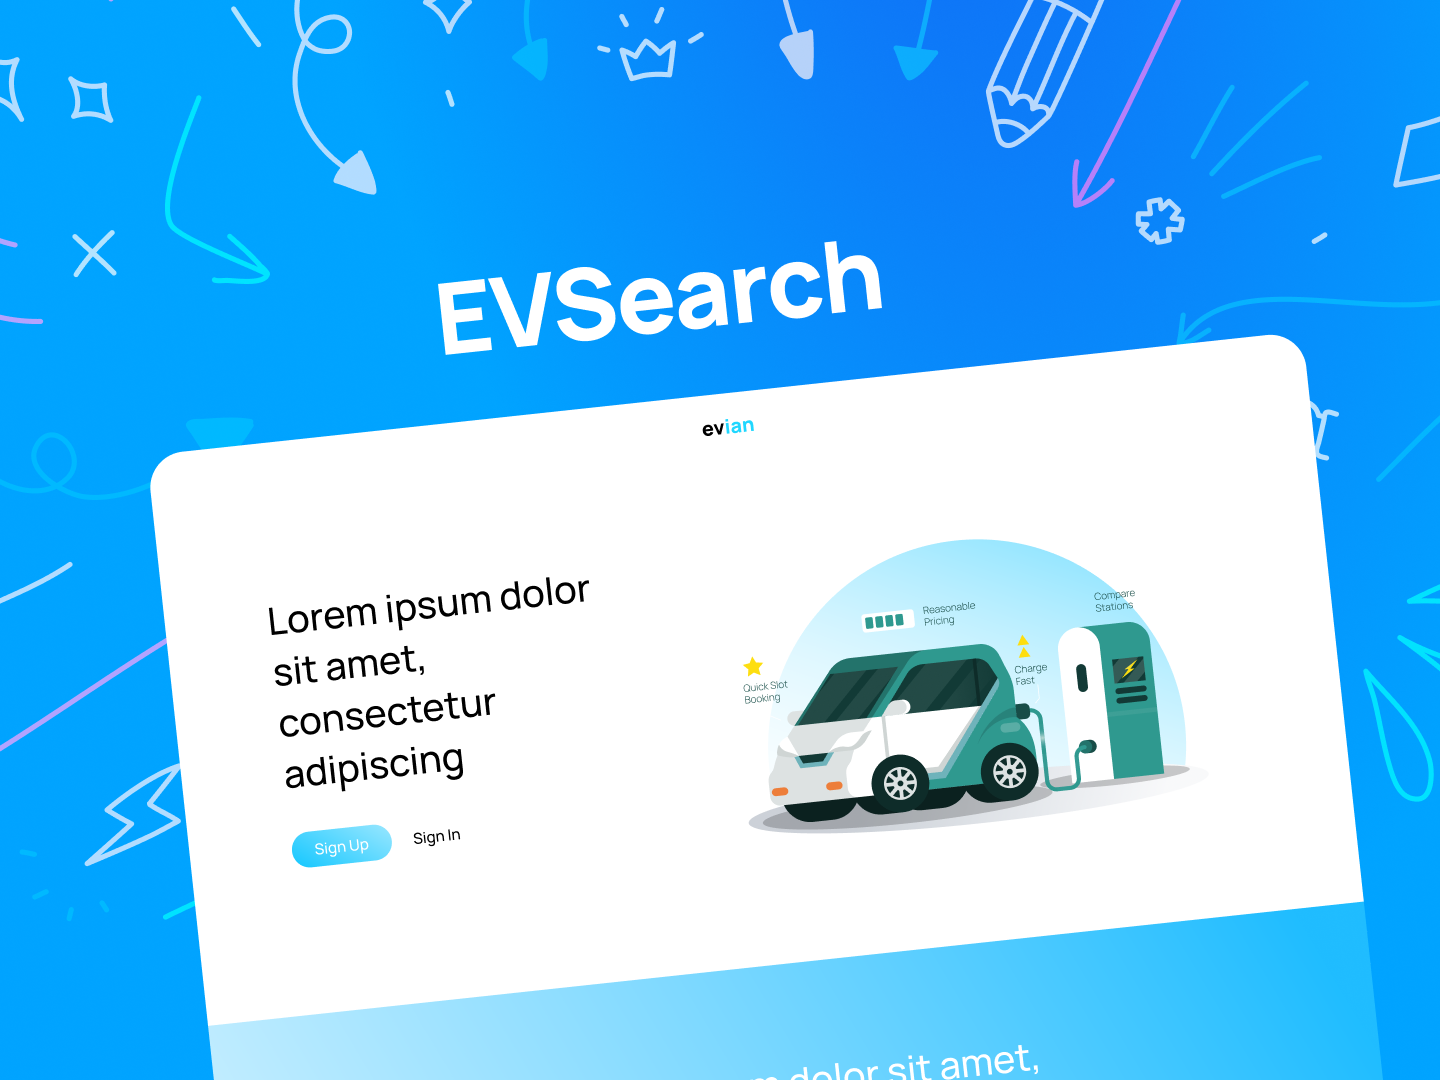 EVSearch
evian
Lorem ipsum dolor
sit amet,
consectetur
adipiscing
Sign Up
Sign In
Quick Slot
Booking
Reasonable
Pricing
Charge
Fast
Compare
Stations
dolor sit amet,